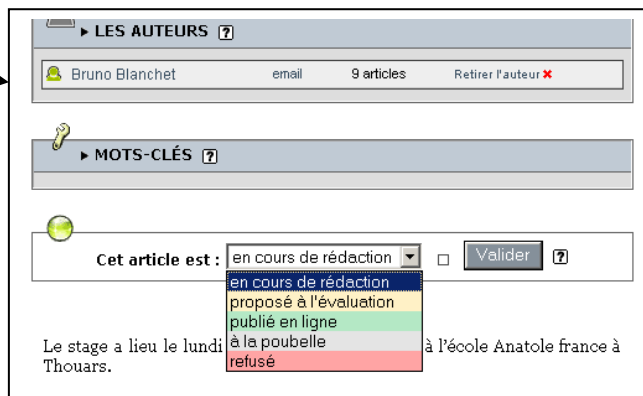 ▸ LES AUTEURS ?
Bruno Blanchet email 9 articles Retirer l'auteur ✖
▸ MOTS-CLÉS ?
Cet article est : en cours de rédaction Valider ?
en cours de rédaction
proposé à l'évaluation
publié en ligne
à la poubelle
refusé
Le stage a lieu le lundi à l'école Anatole france à
Thouars.